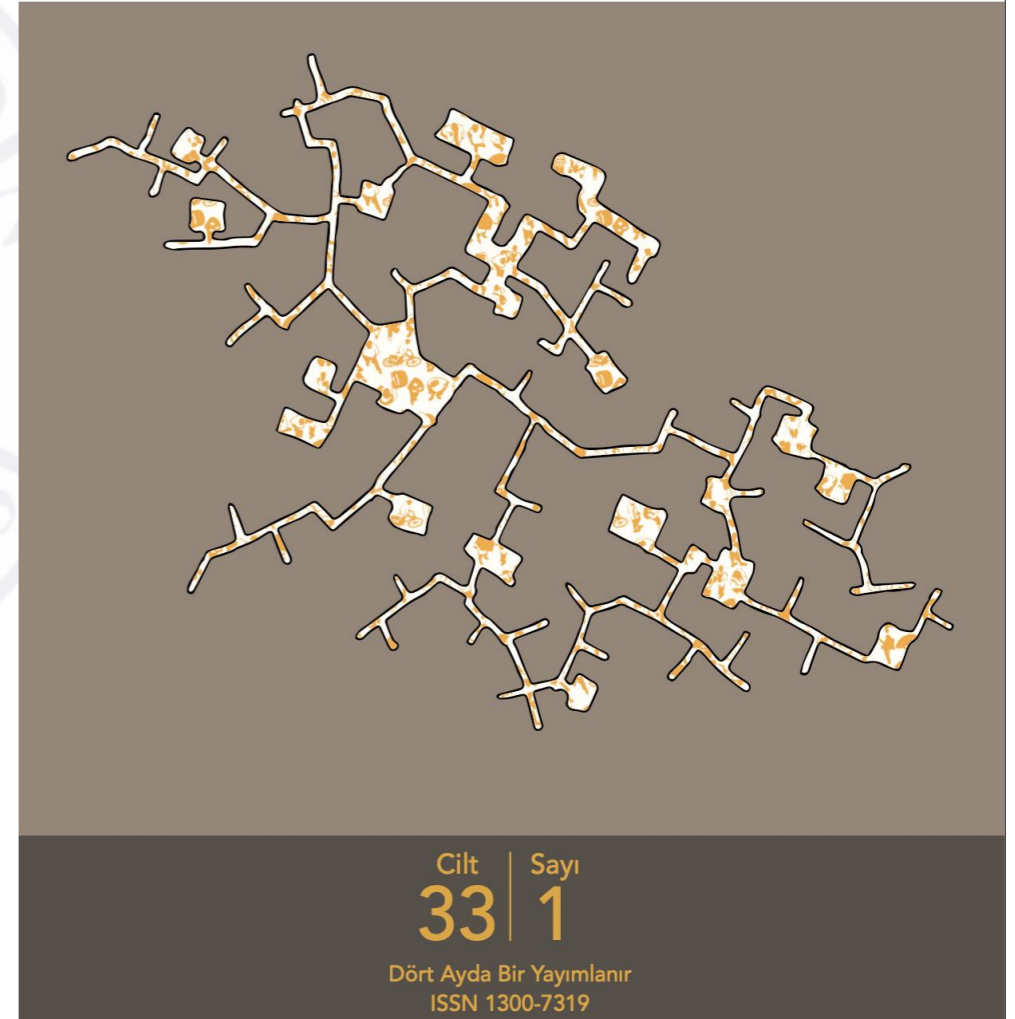 Cilt
33
Sayı
1
Dört Ayda Bir Yayımlanır
ISSN 1300-7319